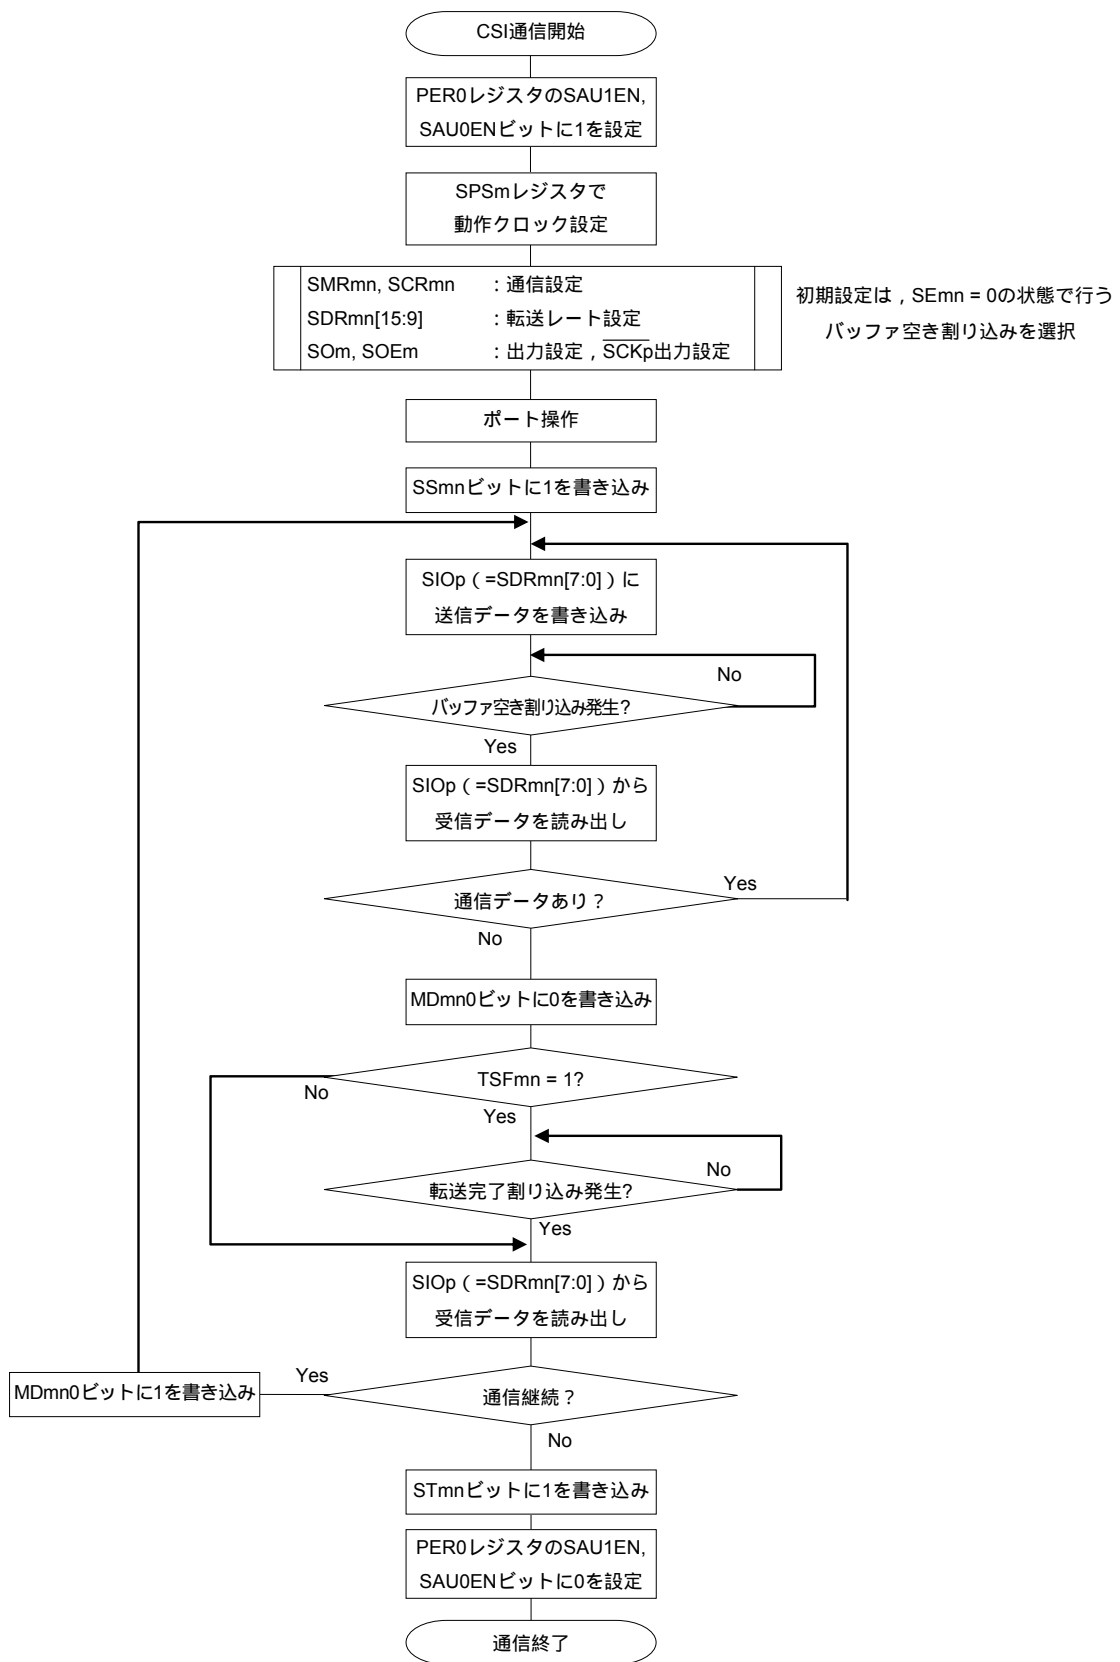 CSI通信開始
PER0レジスタのSAU1EN,
SAU0ENビットに1を設定
SPSmレジスタで
動作クロック設定
SMRmn, SCRmn ：通信設定
SDRmn[15:9] ：転送レート設定
SOm, SOEm ：出力設定，SCKp出力設定
初期設定は，SEmn = 0の状態で行う
バッファ空き割り込みを選択
ポート操作
SSmnビットに1を書き込み
SIOp（=SDRmn[7:0]）に
送信データを書き込み
No
バッファ空き割り込み発生?
Yes
SIOp（=SDRmn[7:0]）から
受信データを読み出し
Yes
通信データあり？
No
MDmn0ビットに0を書き込み
TSFmn = 1?
No
Yes
No
転送完了割り込み発生?
Yes
SIOp（=SDRmn[7:0]）から
受信データを読み出し
Yes
MDmn0ビットに1を書き込み
通信継続？
No
STmnビットに1を書き込み
PER0レジスタのSAU1EN,
SAU0ENビットに0を設定
通信終了